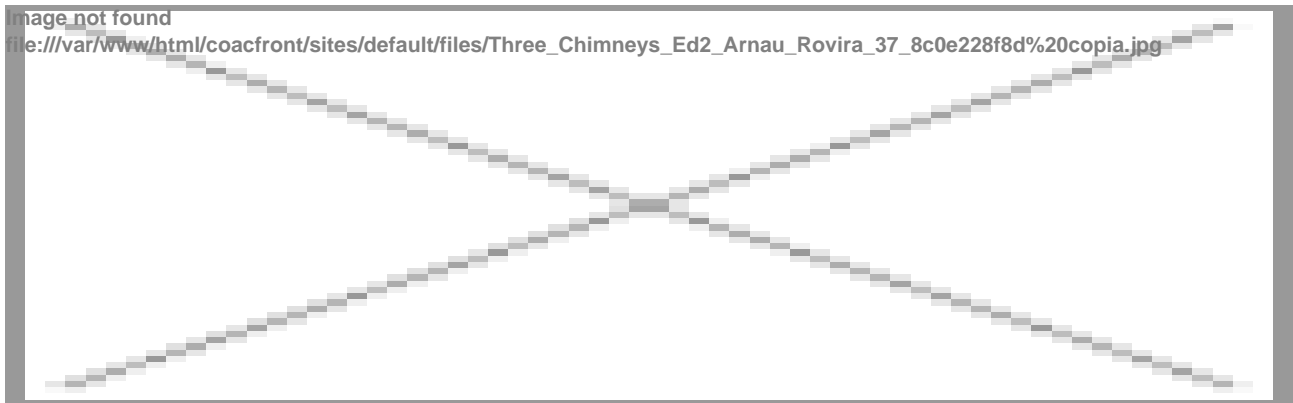 Image not found
file:///var/www/html/coacfront/sites/default/files/Three_Chimneys_Ed2_Arnau_Rovira_37_8c0e228f8d%20copia.jpg